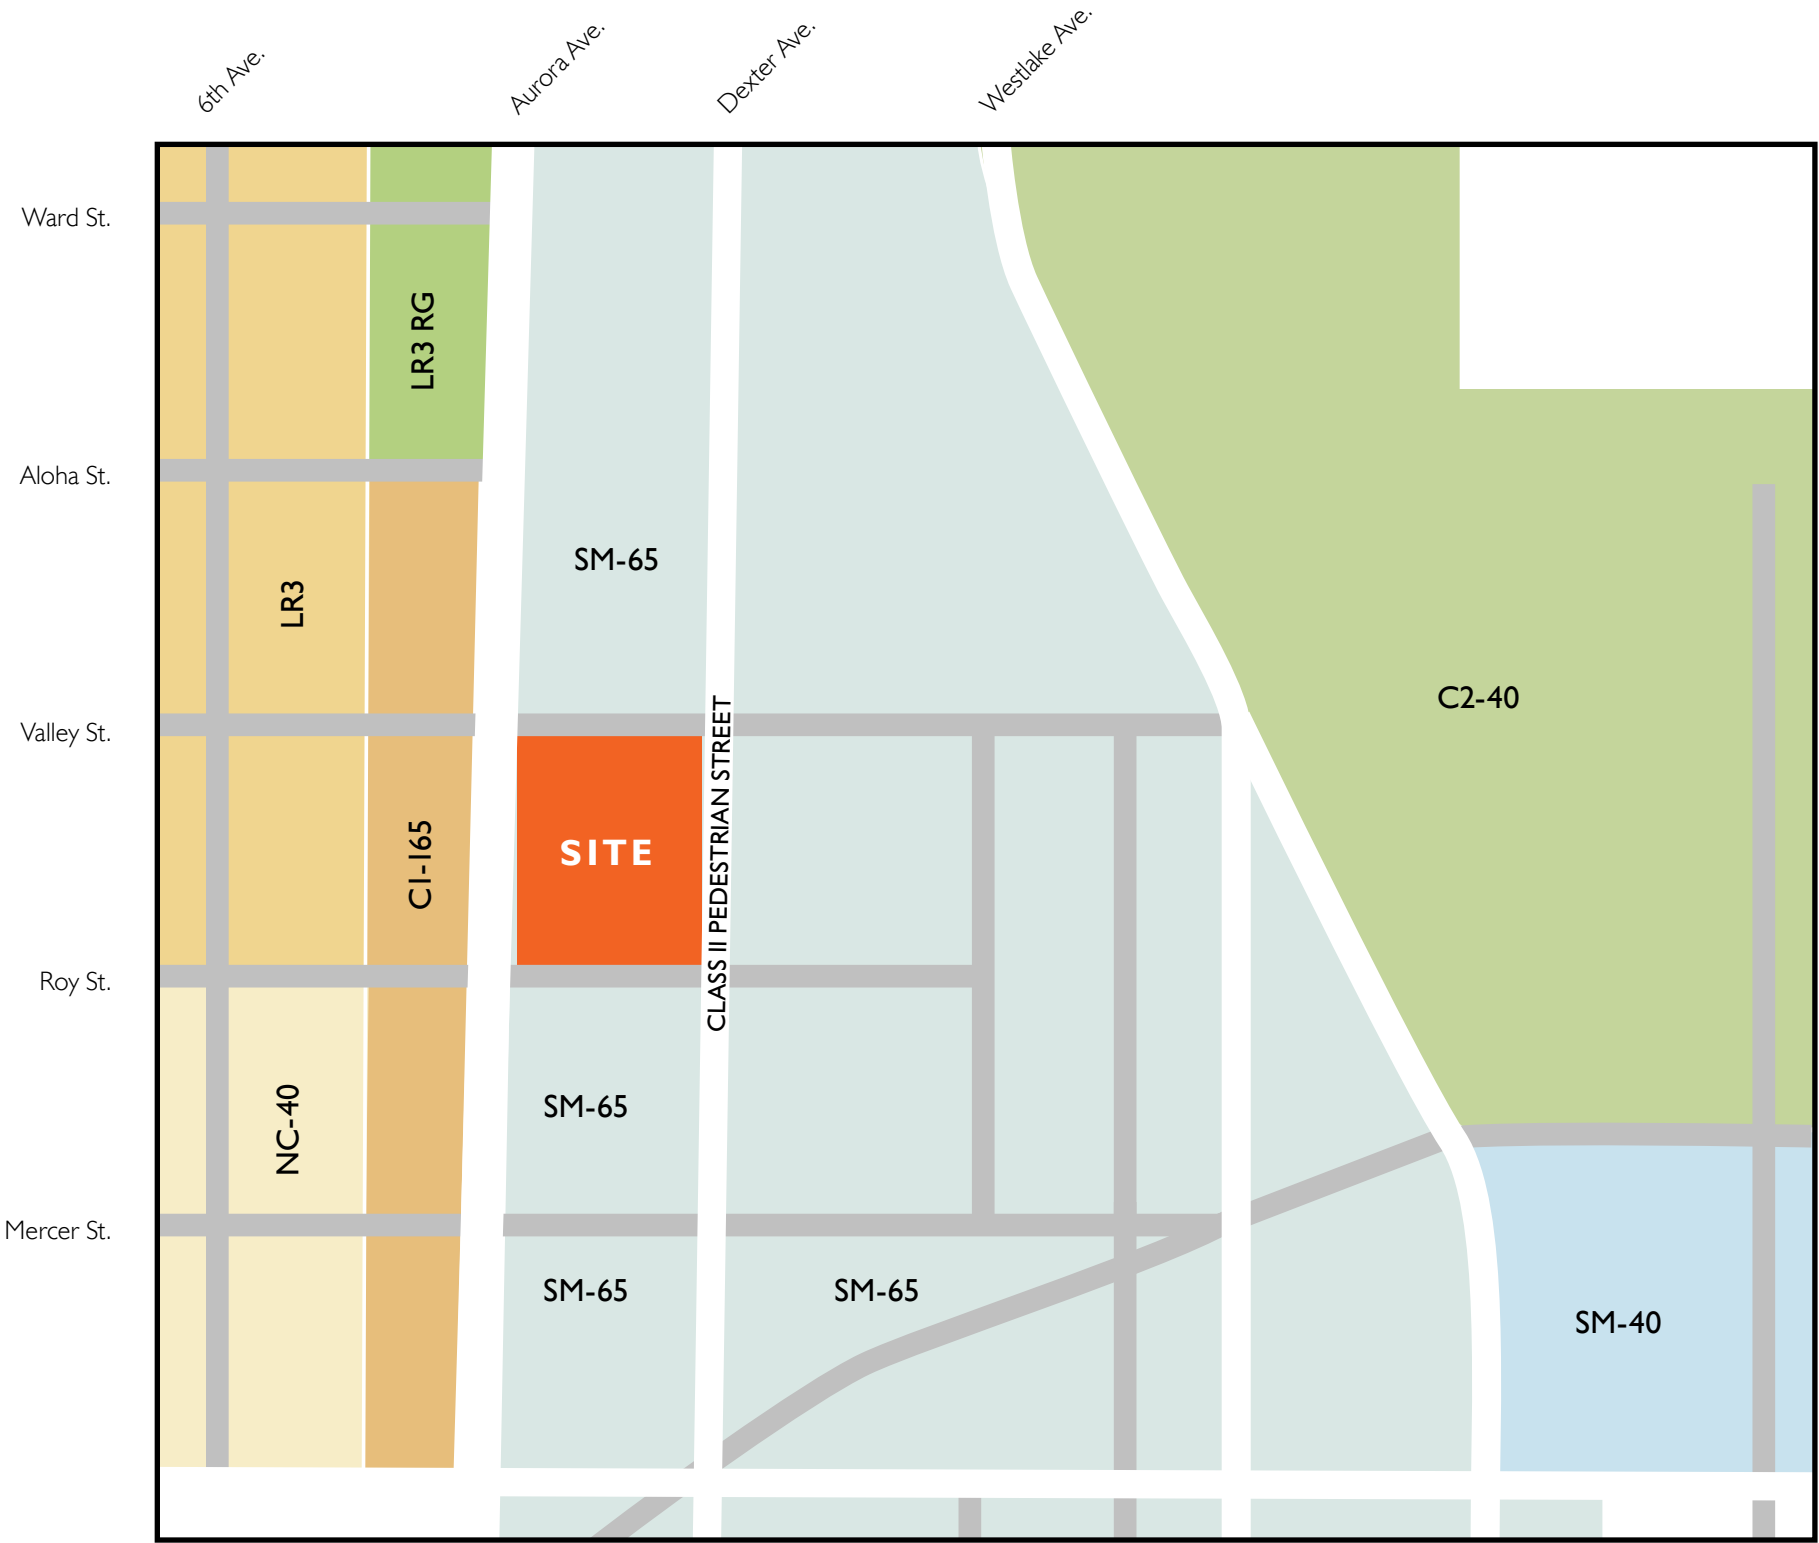 6th Ave.
Aurora Ave.
Dexter Ave.
Westlake Ave.
Ward St.
LR3 RG
Aloha St.
SM-65
LR3
C2-40
Valley St.
CLASS II PEDESTRIAN STREET
SITE
C1-165
Roy St.
SM-65
NC-40
Mercer St.
SM-65
SM-65
SM-40